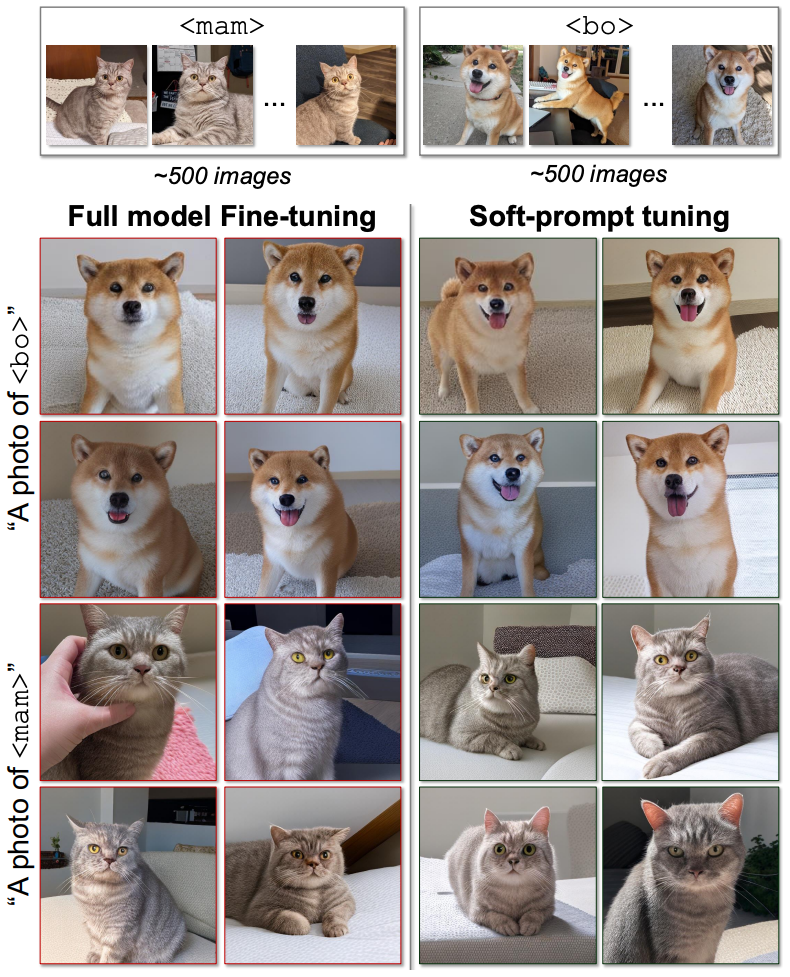 <mam>
<bo>
...
...
~500 images
~500 images
Full model Fine-tuning
Soft-prompt tuning
“A photo of <bo>”
“A photo of <mam>”